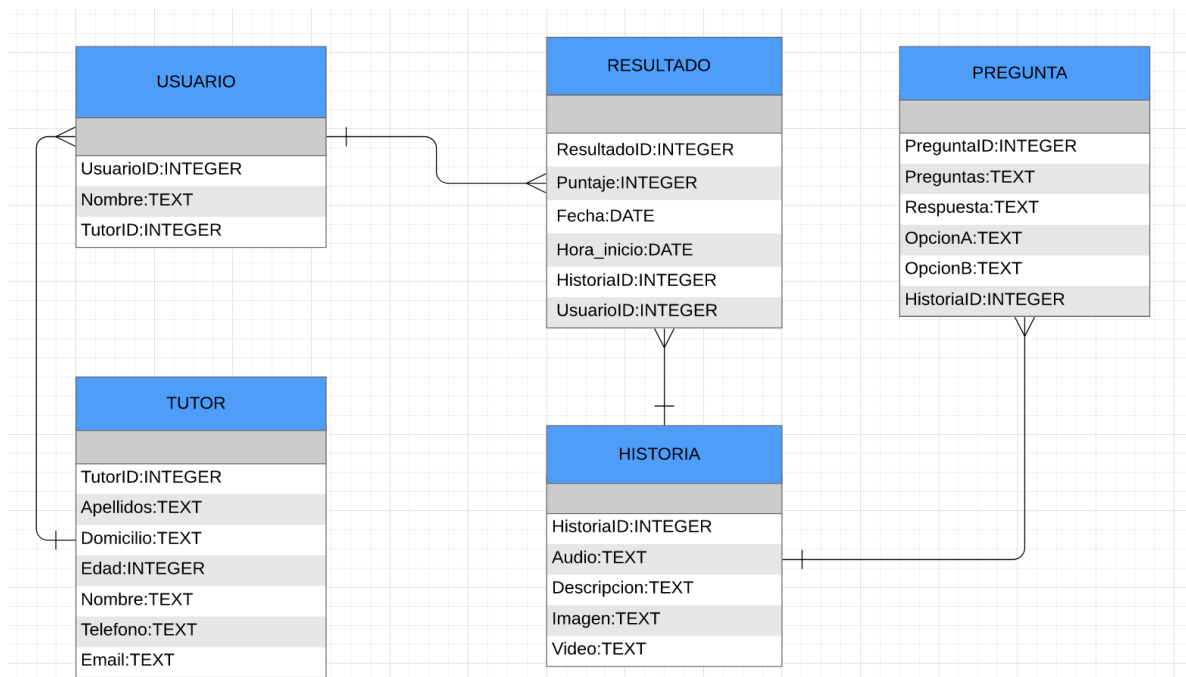 USUARIO
UsuarioID:INTEGER
Nombre:TEXT
TutorID:INTEGER
RESULTADO
ResultadoID:INTEGER
Puntaje:INTEGER
Fecha:DATE
Hora_inicio:DATE
HistoriaID:INTEGER
UsuarioID:INTEGER
PREGUNTA
PreguntaID:INTEGER
Preguntas:TEXT
Respuesta:TEXT
OpcionA:TEXT
OpcionB:TEXT
HistoriaID:INTEGER
TUTOR
TutorID:INTEGER
Apellidos:TEXT
Domicilio:TEXT
Edad:INTEGER
Nombre:TEXT
Telefono:TEXT
Email:TEXT
HISTORIA
HistoriaID:INTEGER
Audio:TEXT
Descripcion:TEXT
Imagen:TEXT
Video:TEXT